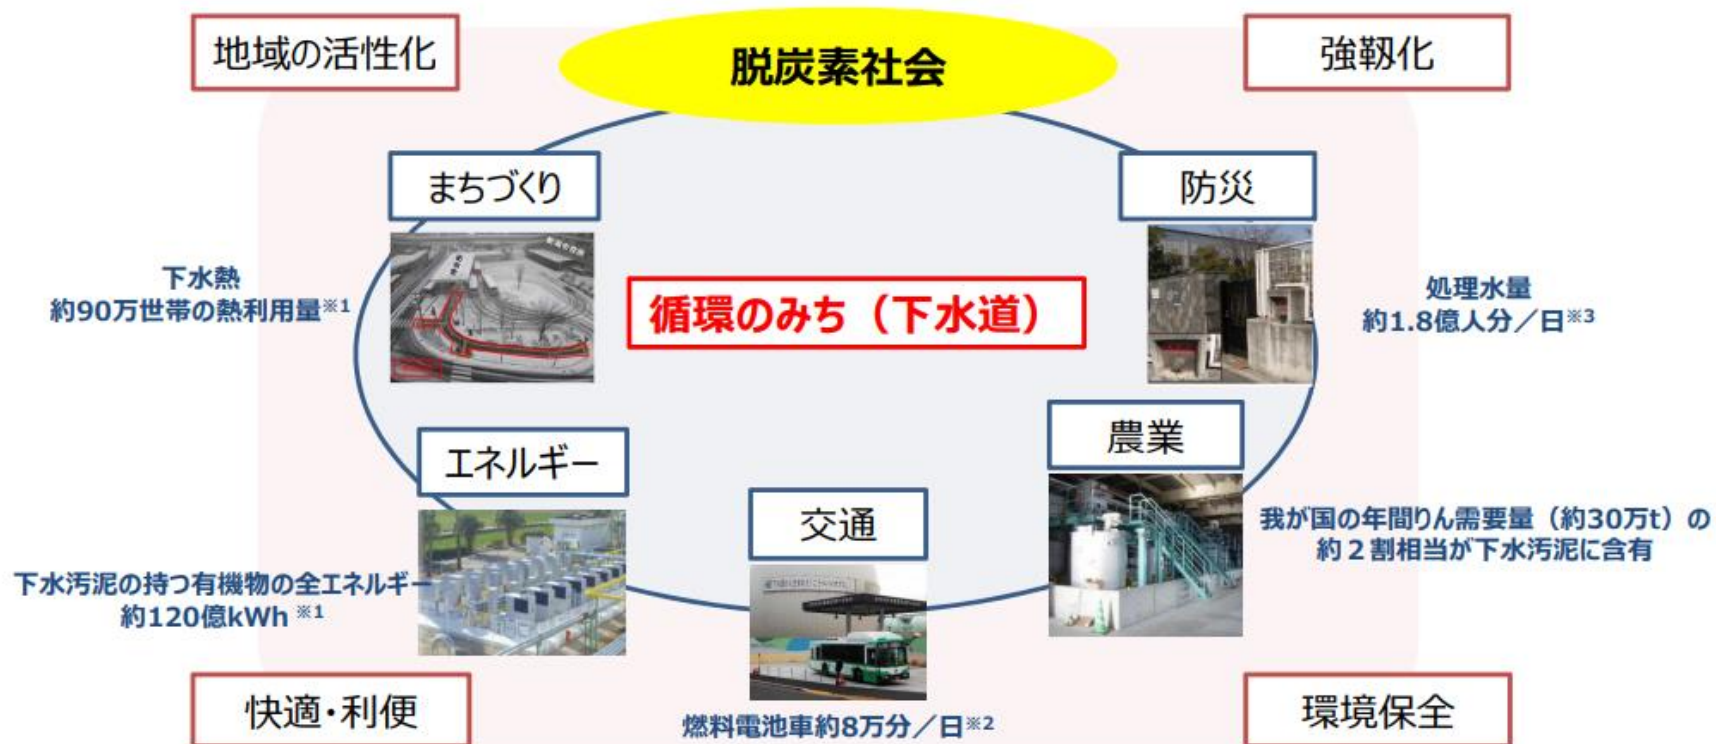 地域の活性化
脱炭素社会
強靱化
まちづくり
防災
下水熱
約90万世帯の熱利用量※1
循環のみち（下水道）
処理水量
約1.8億人分／日※3
エネルギー
農業
交通
下水汚泥の持つ有機物の全エネルギー
約120億kWh ※1
我が国の年間りん需要量（約30万t）の
約２割相当が下水汚泥に含有
快適・利便
燃料電池車約8万分／日※2
環境保全